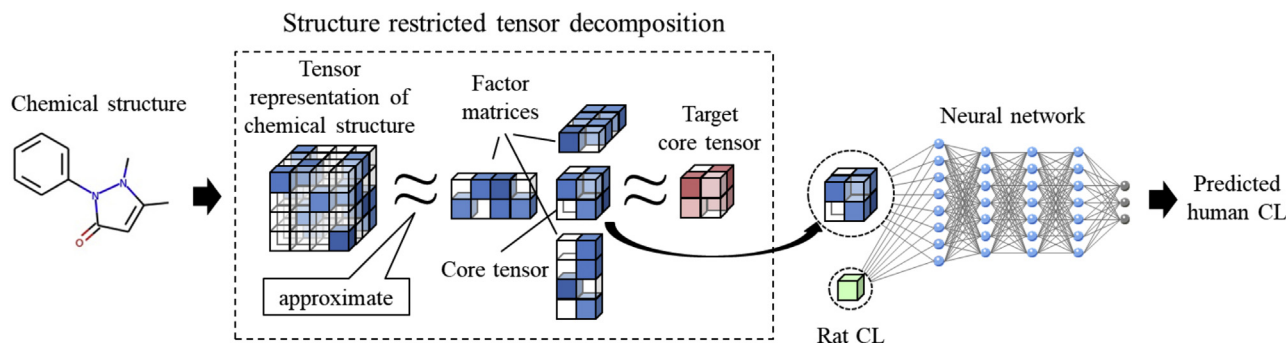 Structure restricted tensor decomposition
Chemical structure
N
N
O
Tensor
representation of
chemical structure
Factor
matrices
Target
core tensor
Core tensor
approximate
Neural network
Rat CL
Predicted
human CL